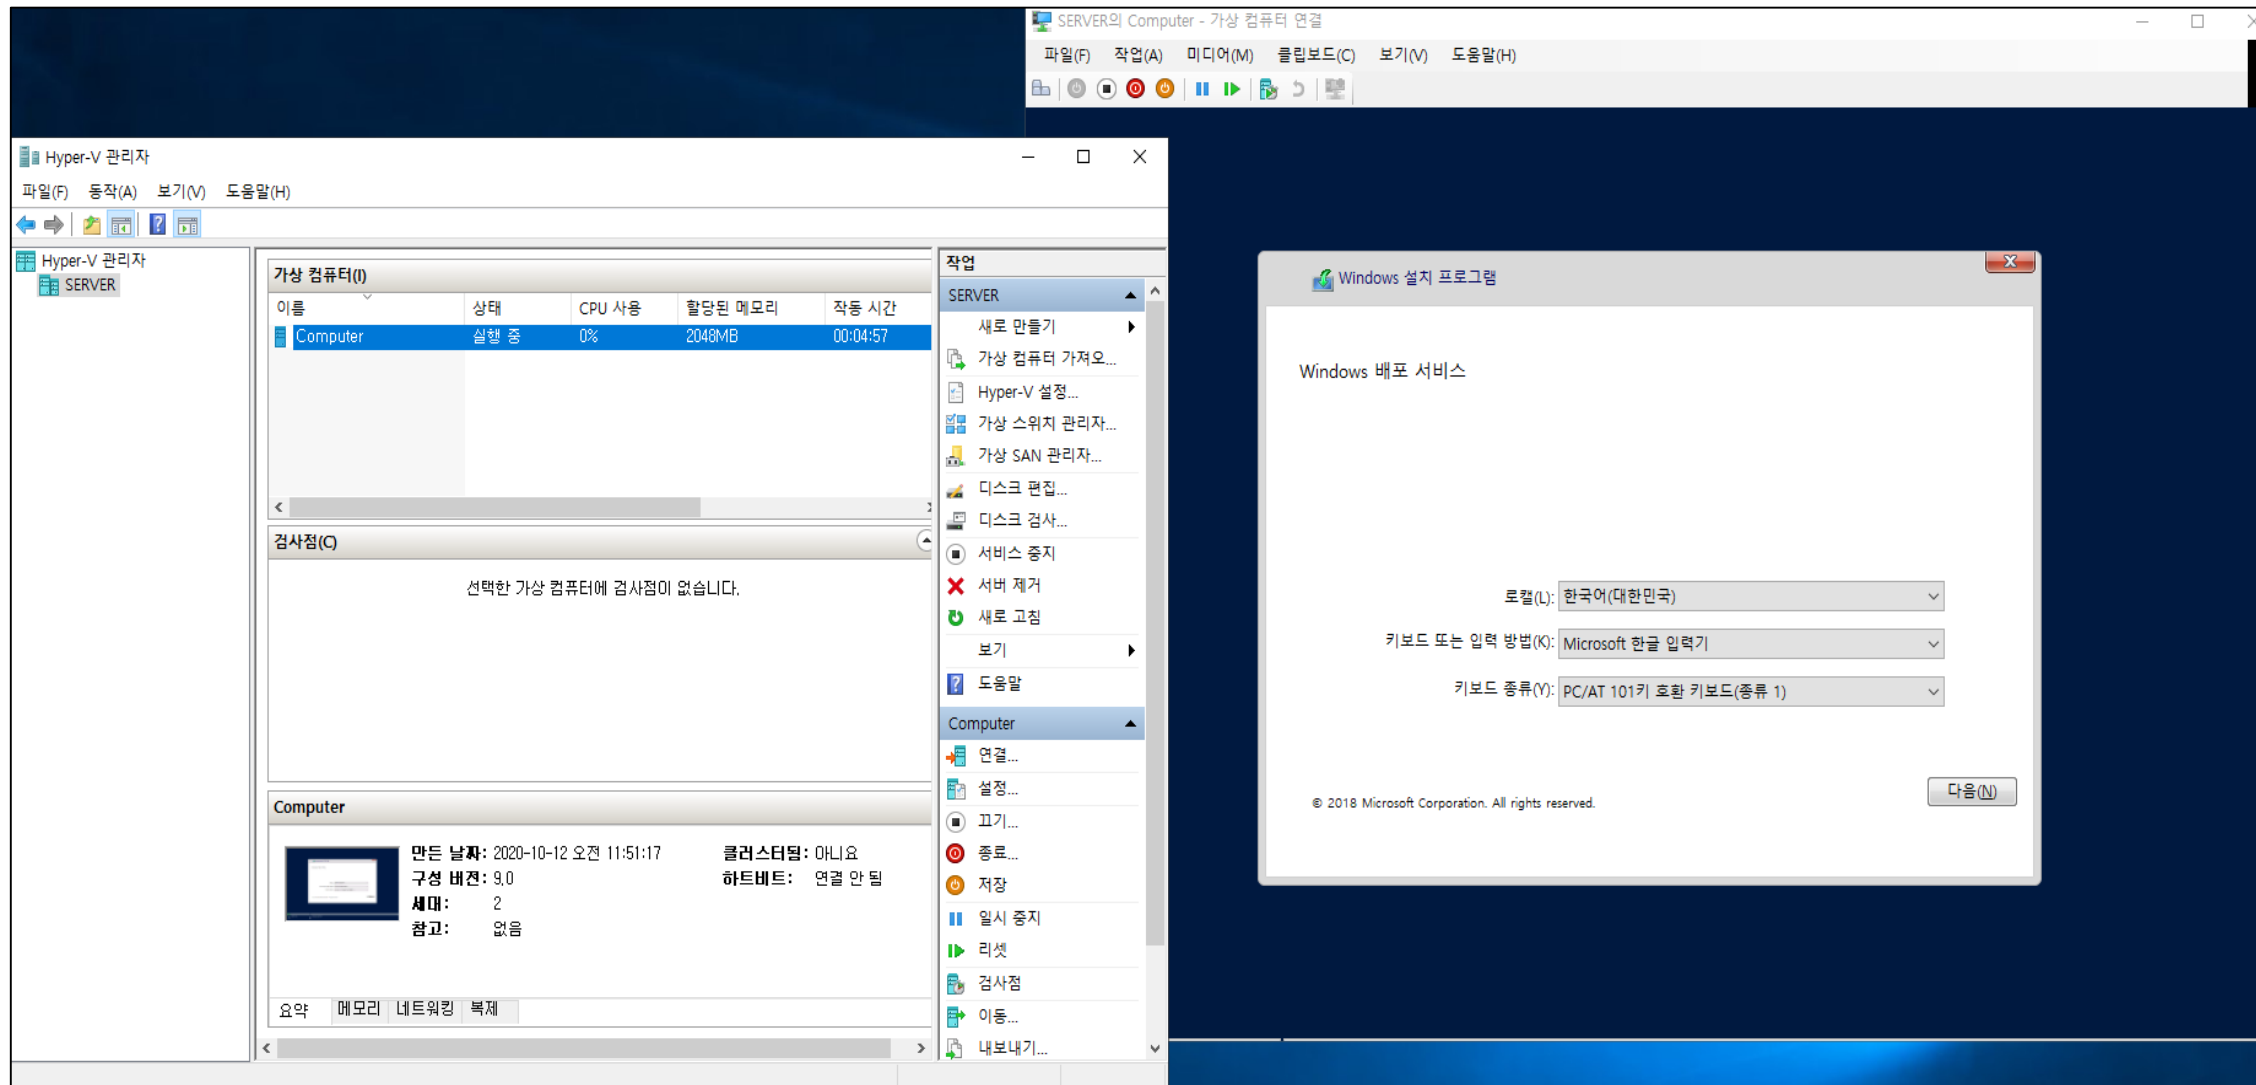 SERVER의 Computer - 가상 컴퓨터 연결
파일(F) 작업(A) 미디어(M) 클립보드(C) 보기(V) 도움말(H)
Hyper-V 관리자
파일(F) 동작(A) 보기(V) 도움말(H)
Hyper-V 관리자
SERVER
가상 컴퓨터(I)
이름 상태 CPU 사용 할당된 메모리 작동 시간
Computer 실행 중 0% 2048MB 00:04:57
검사점(C)
선택한 가상 컴퓨터에 검사점이 없습니다.
Computer
만든 날짜: 2020-10-12 오전 11:51:17 클러스터됨: 아니요
구성 버전: 9.0 하트비트: 연결 안 됨
세대: 2
참고: 없음
요약 메모리 네트워킹 복제
작업
SERVER
새로 만들기
가상 컴퓨터 가져오...
Hyper-V 설정...
가상 스위치 관리자...
가상 SAN 관리자...
디스크 편집...
디스크 검사...
서비스 중지
서버 제거
새로 고침
보기
도움말
Computer
연결...
설정...
끄기...
종료...
저장
일시 중지
리셋
검사점
이동...
내보내기...
Windows 설치 프로그램
Windows 배포 서비스
로캘(L): 한국어(대한민국)
키보드 또는 입력 방법(K): Microsoft 한글 입력기
키보드 종류(Y): PC/AT 101키 호환 키보드(종류 1)
© 2018 Microsoft Corporation. All rights reserved.
다음(N)